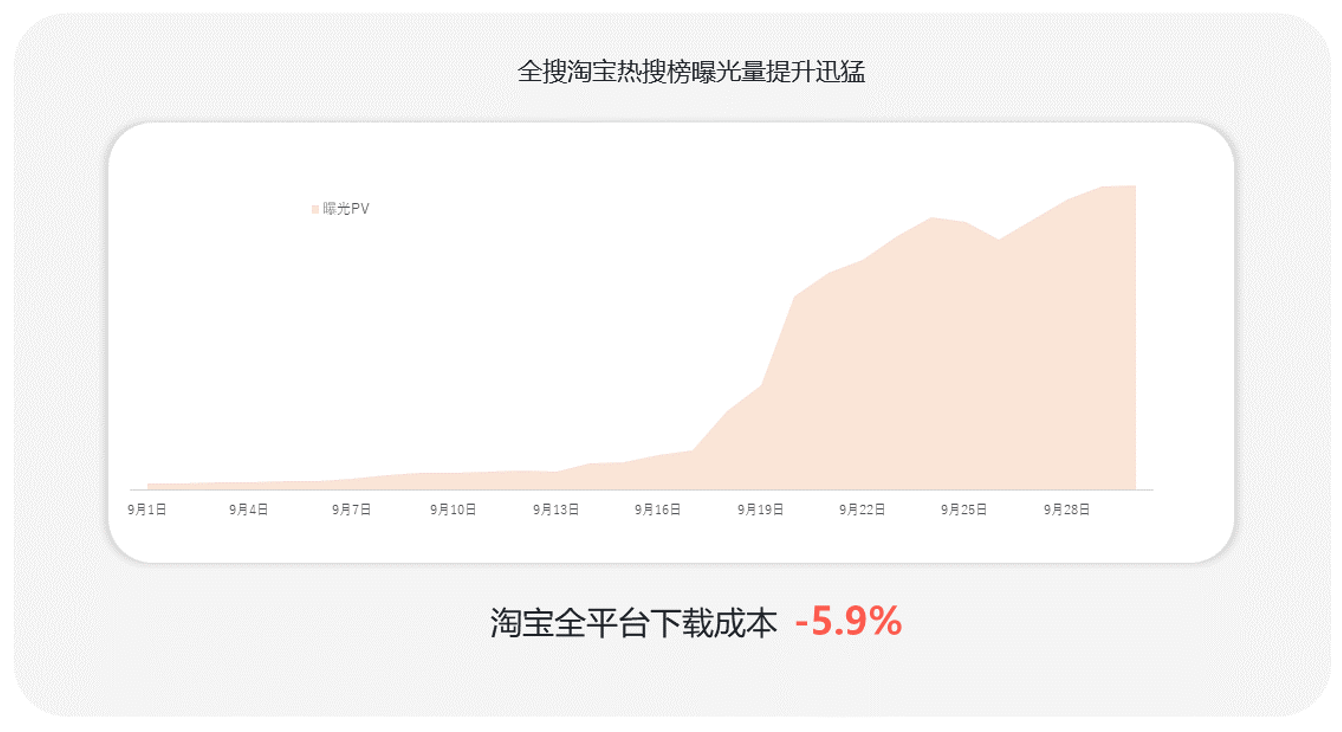 全搜淘宝热搜榜曝光量提升迅猛
曝光PV
9月1日 9月4日 9月7日 9月10日 9月13日 9月16日 9月19日 9月22日 9月25日 9月28日
淘宝全平台下载成本 -5.9%